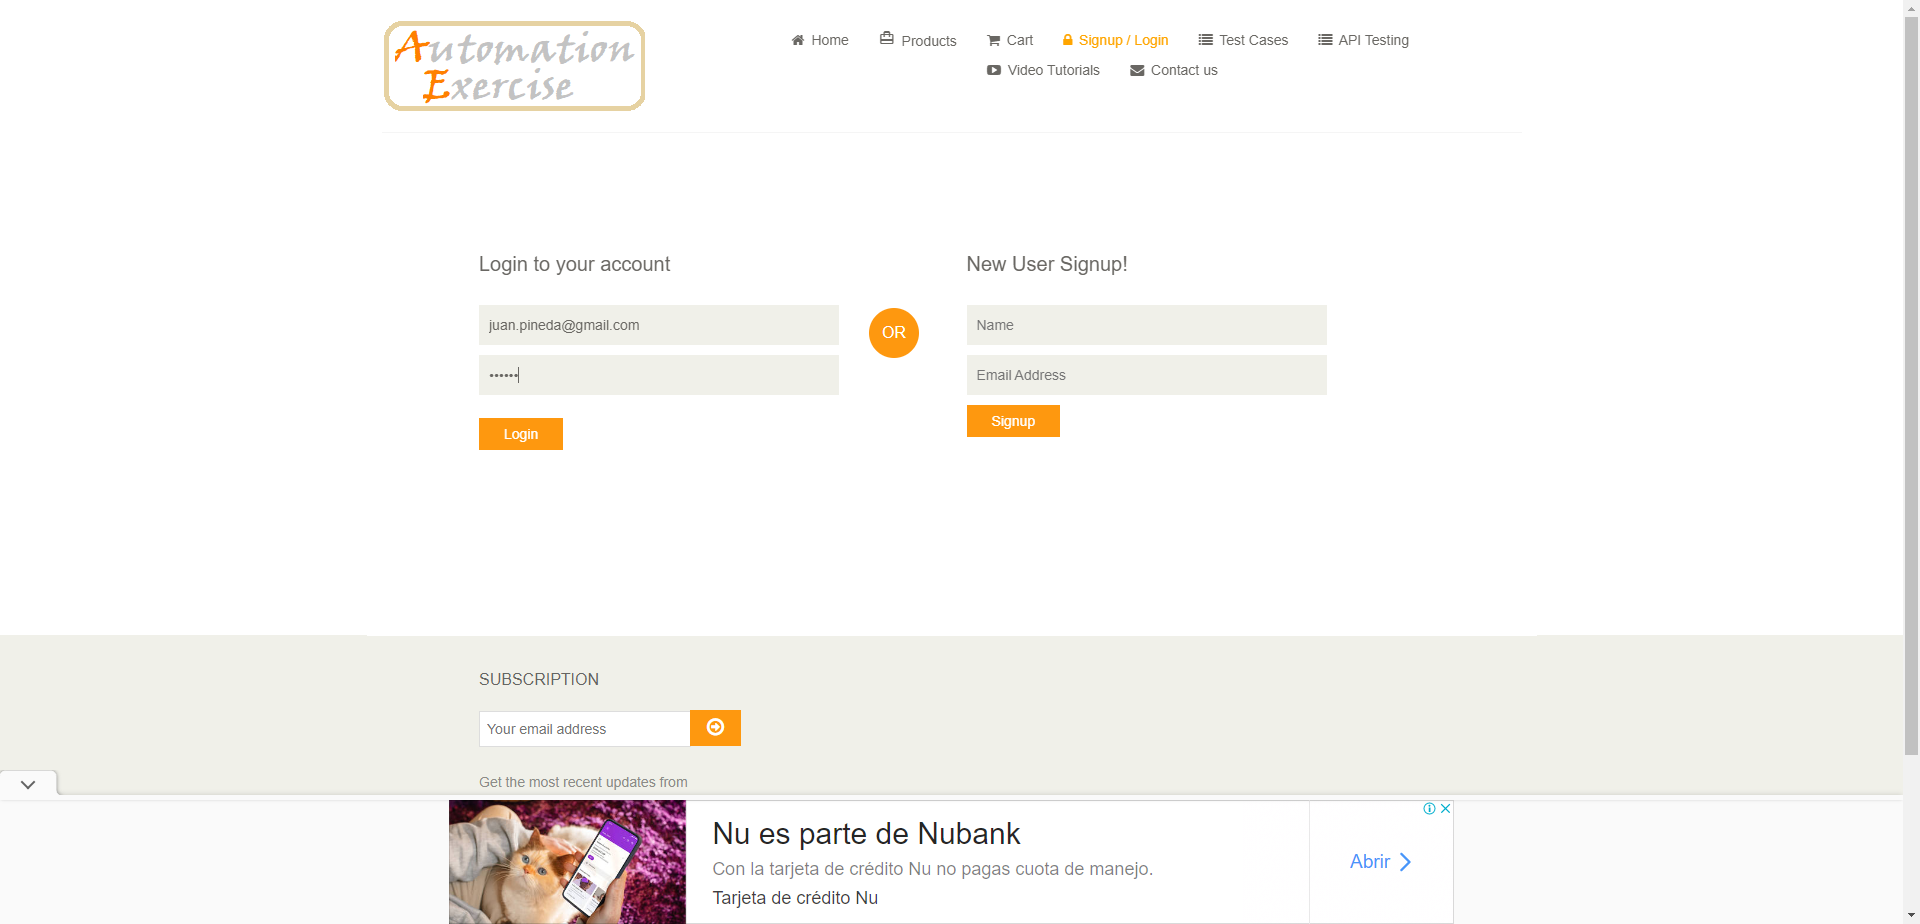 Automation
Exercise
Home
Products
Cart
Signup / Login
Test Cases
API Testing
Video Tutorials
Contact us
Login to your account
juan.pineda@gmail.com
••••••
Login
OR
New User Signup!
Name
Email Address
Signup
SUBSCRIPTION
Your email address
Get the most recent updates from
Nu es parte de Nubank
Con la tarjeta de crédito Nu no pagas cuota de manejo.
Tarjeta de crédito Nu
Abrir